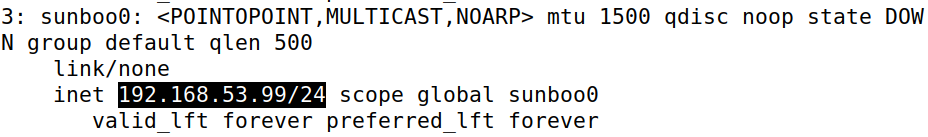 3: sunboo0: <POINTOPOINT,MULTICAST,NOARP> mtu 1500 qdisc noop state DOW
N group default qlen 500
    link/none
    inet 192.168.53.99/24 scope global sunboo0
       valid_lft forever preferred_lft forever